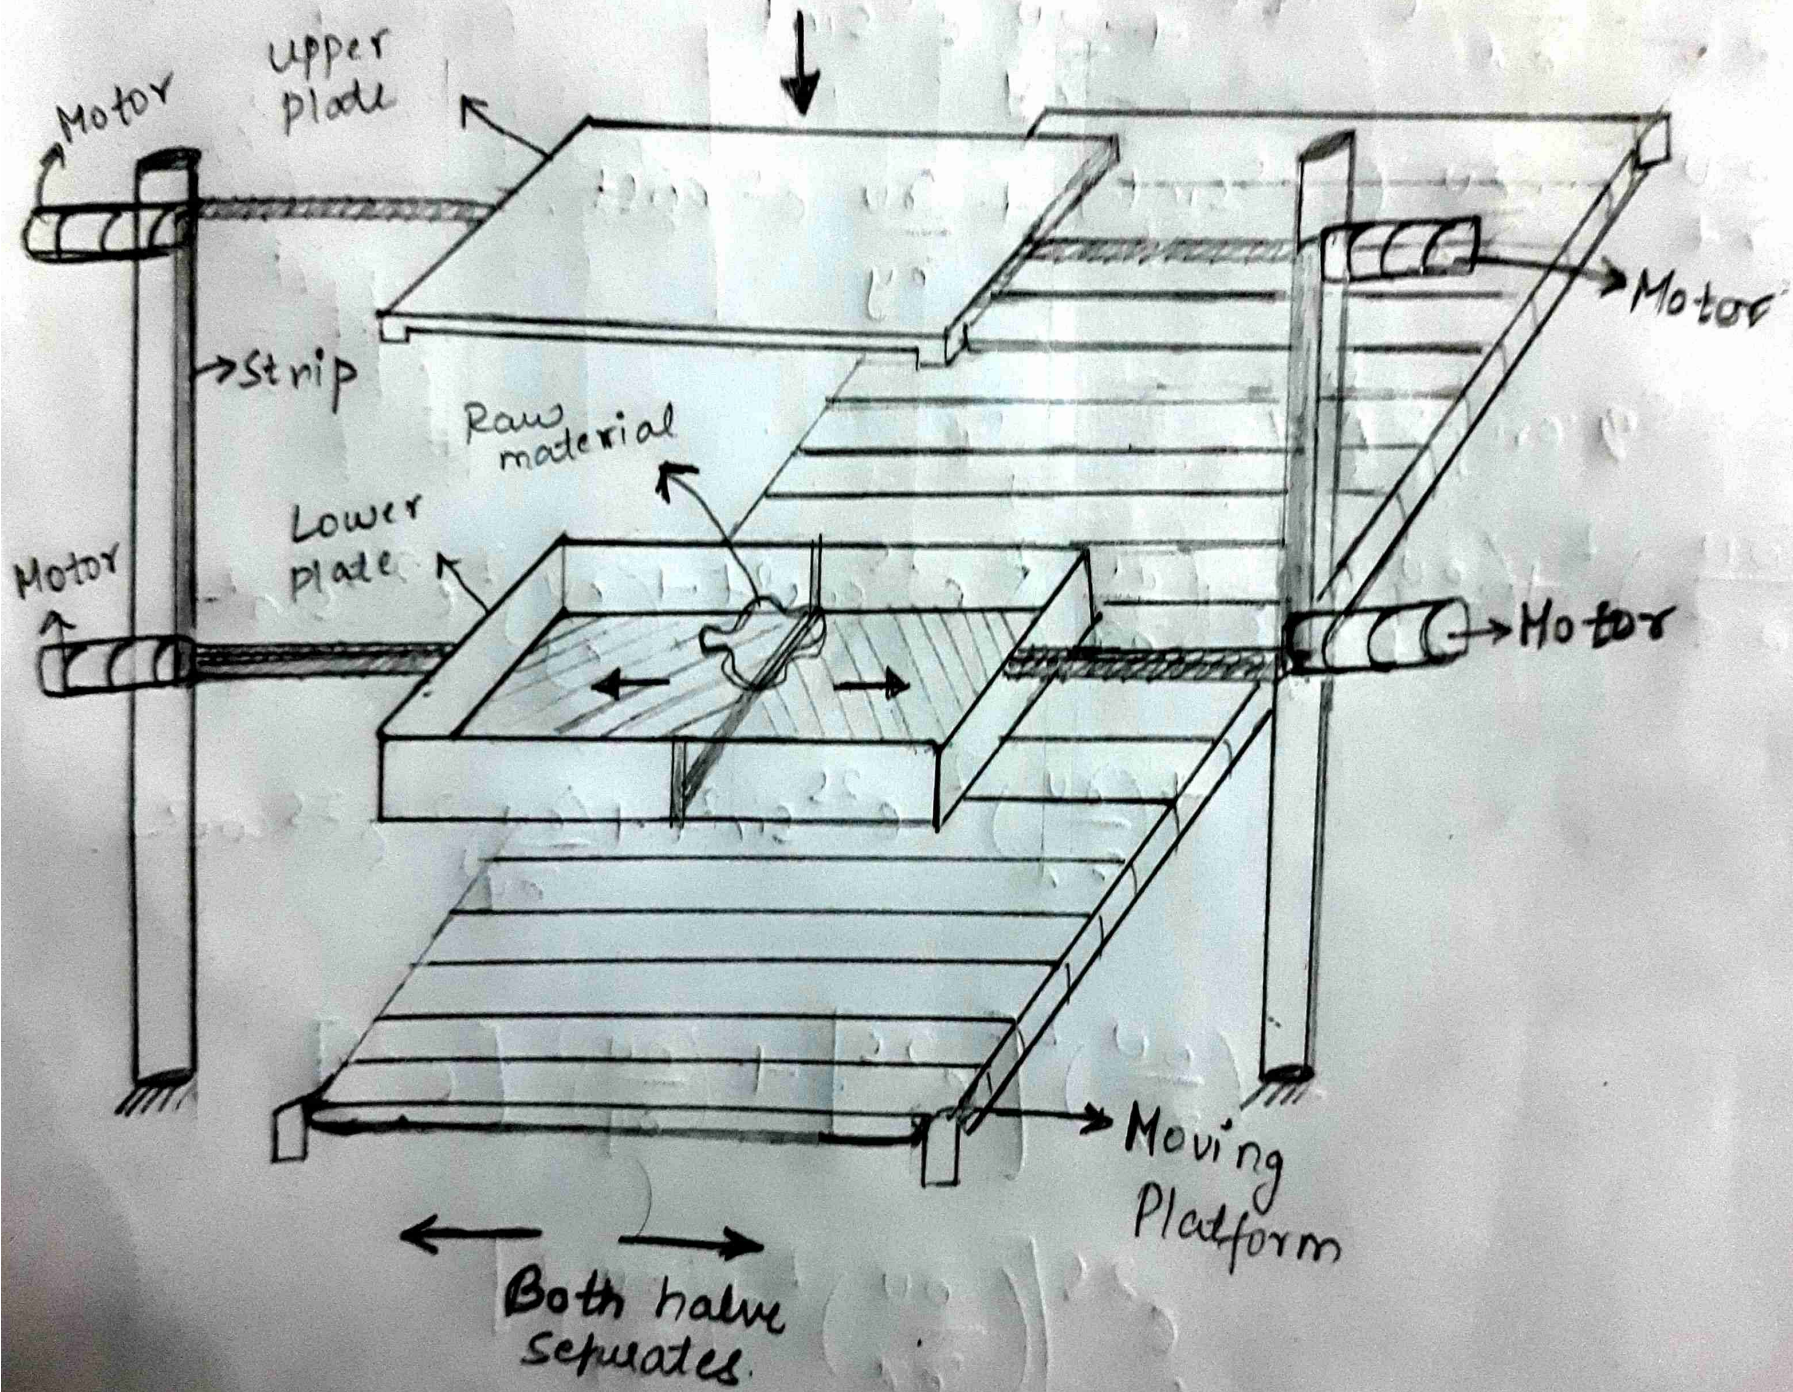 Upper
plate
Motor
Motor
Strip
Raw
material
Lower
plate
Motor
Motor
Moving
Platform
Both halve
seperates.